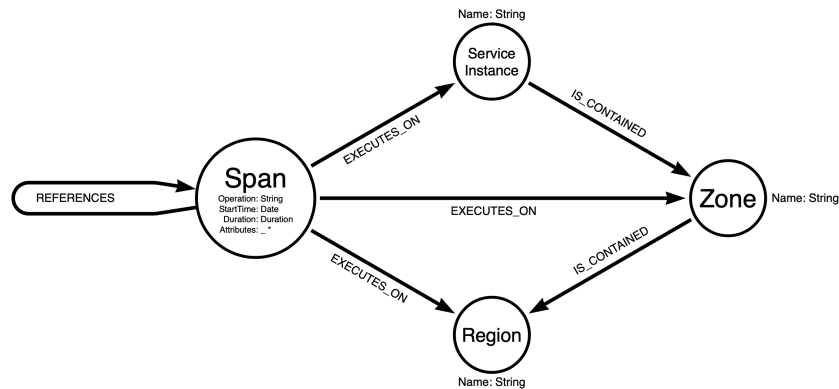 Name: String
Service
Instance
IS_CONTAINED
EXECUTES_ON
Span
Operation: String
StartTime: Date
Duration: Duration
Attributes: _ *
REFERENCES
EXECUTES_ON
Zone
Name: String
EXECUTES_ON
IS_CONTAINED
Region
Name: String